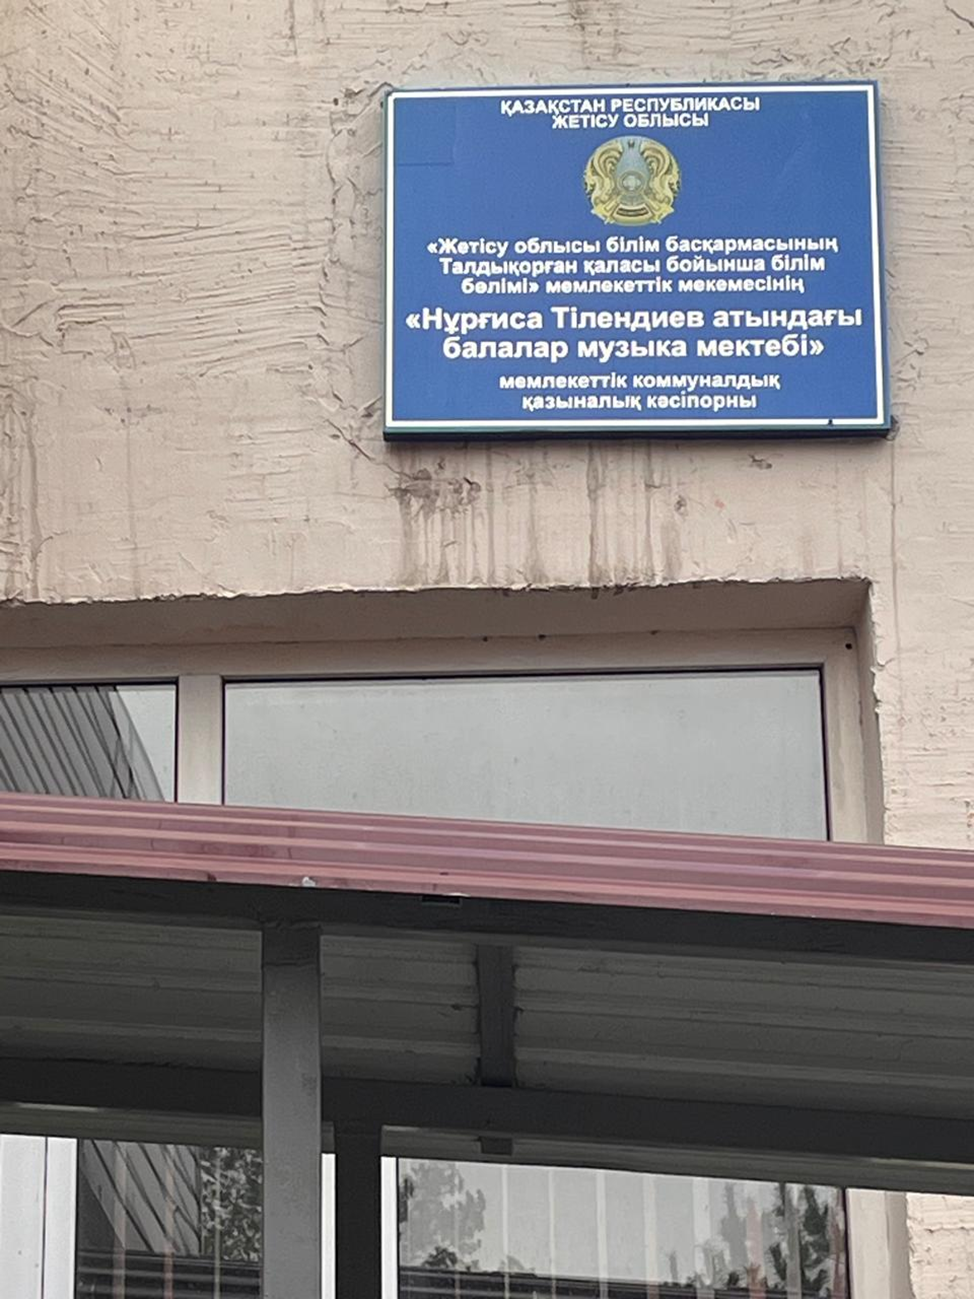 ҚАЗАҚСТАН РЕСПУБЛИКАСЫ
ЖЕТІСУ ОБЛЫСЫ
«Жетісу облысы білім басқармасының
Талдықорған қаласы бойынша білім
бөлімі» мемлекеттік мекемесінің
«Нұрғиса Тілендиев атындағы
балалар музыка мектебі»
мемлекеттік коммуналдық
қазыналық кәсіпорны